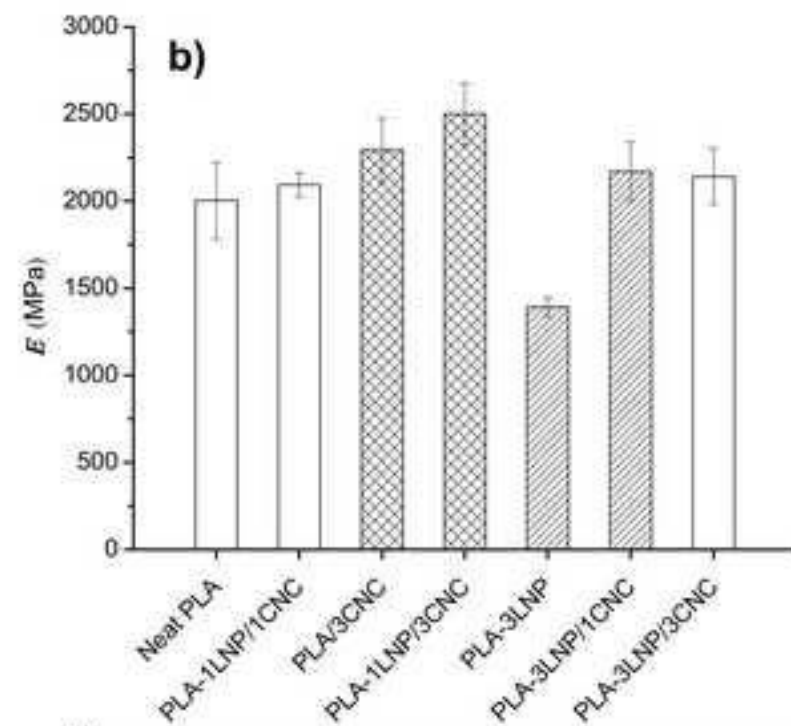 b)
3000
2500
2000
1500
1000
500
0
E (MPa)
Neat PLA
PLA-1LNP/1CNC
PLA/3CNC
PLA-1LNP/3CNC
PLA-3LNP
PLA-3LNP/1CNC
PLA-3LNP/3CNC